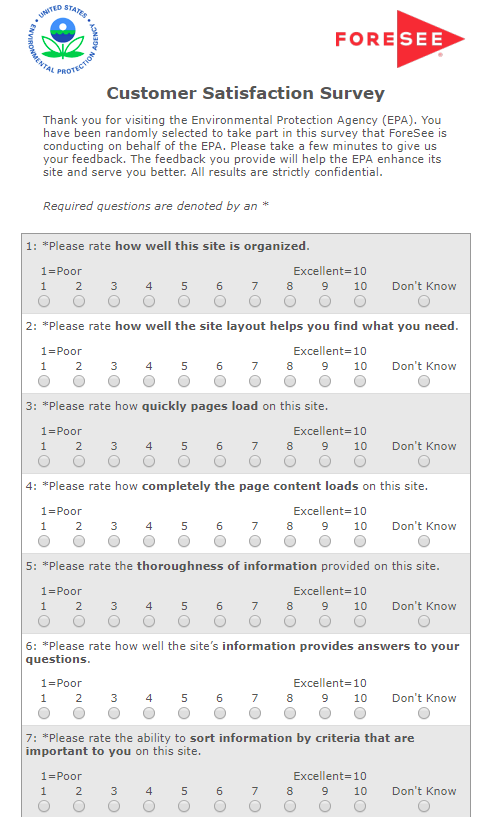 UNITED STATES
ENVIRONMENTAL PROTECTION AGENCY
FORESEE
®
Customer Satisfaction Survey
Thank you for visiting the Environmental Protection Agency (EPA). You
have been randomly selected to take part in this survey that ForeSee is
conducting on behalf of the EPA. Please take a few minutes to give us
your feedback. The feedback you provide will help the EPA enhance its
site and serve you better. All results are strictly confidential.
Required questions are denoted by an *
1: *Please rate how well this site is organized.
1=Poor Excellent=10
1 2 3 4 5 6 7 8 9 10 Don't Know
2: *Please rate how well the site layout helps you find what you need.
1=Poor Excellent=10
1 2 3 4 5 6 7 8 9 10 Don't Know
3: *Please rate how quickly pages load on this site.
1=Poor Excellent=10
1 2 3 4 5 6 7 8 9 10 Don't Know
4: *Please rate how completely the page content loads on this site.
1=Poor Excellent=10
1 2 3 4 5 6 7 8 9 10 Don't Know
5: *Please rate the thoroughness of information provided on this site.
1=Poor Excellent=10
1 2 3 4 5 6 7 8 9 10 Don't Know
6: *Please rate how well the site’s information provides answers to your
questions.
1=Poor Excellent=10
1 2 3 4 5 6 7 8 9 10 Don't Know
7: *Please rate the ability to sort information by criteria that are
important to you on this site.
1=Poor Excellent=10
1 2 3 4 5 6 7 8 9 10 Don't Know